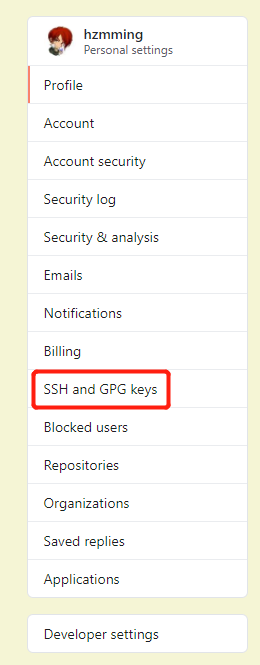 hzmming
Personal settings
Profile
Account
Account security
Security log
Security & analysis
Emails
Notifications
Billing
SSH and GPG keys
Blocked users
Repositories
Organizations
Saved replies
Applications
Developer settings